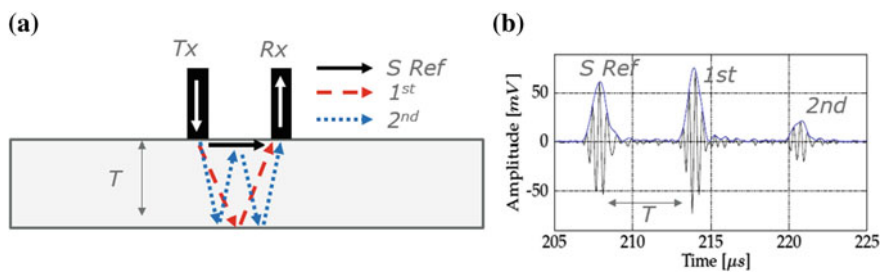 (a)
Tx
Rx
S Ref
1st
2nd
T
(b)
S Ref
1st
2nd
T
Amplitude [mV]
50
0
-50
205
210
215
220
225
Time [μs]